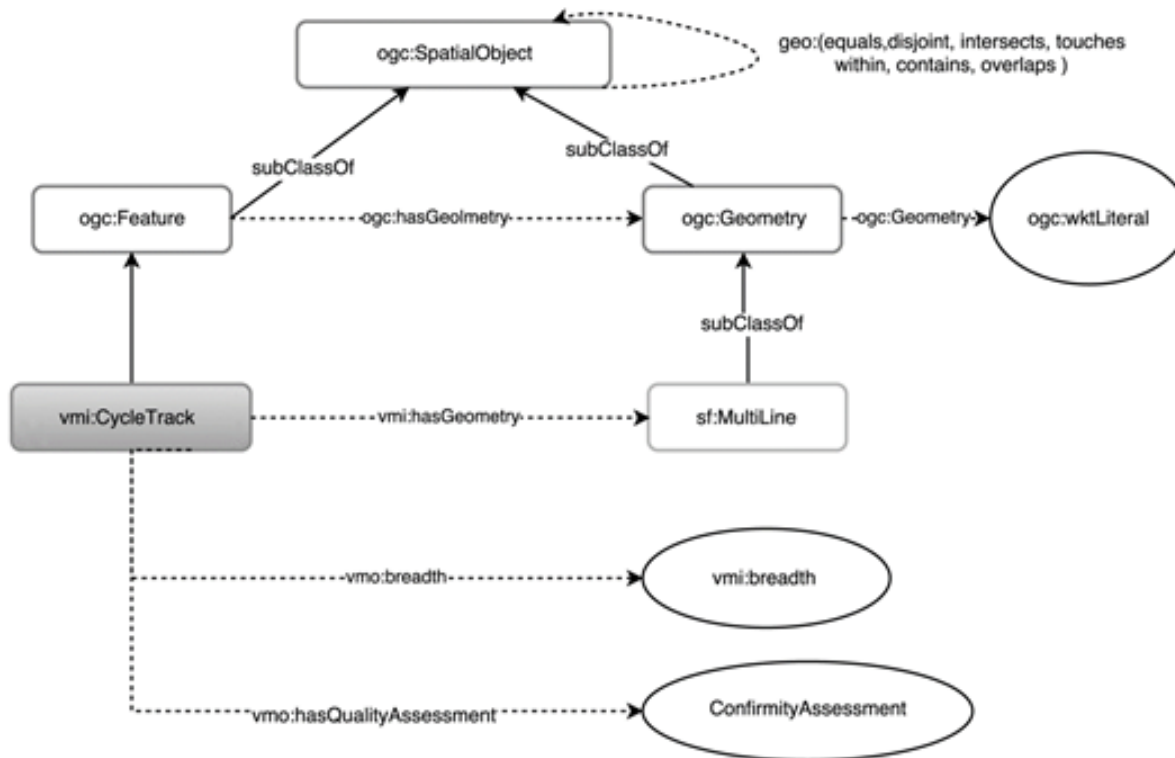 ogc:SpatialObject
geo:(equals,disjoint, intersects, touches
within, contains, overlaps )
subClassOf
subClassOf
ogc:Feature
ogc:hasGeolmetry
ogc:Geometry
ogc:Geometry
ogc:wktLiteral
subClassOf
vmi:CycleTrack
vmi:hasGeometry
sf:MultiLine
vmo:breadth
vmi:breadth
vmo:hasQualityAssessment
ConfirmityAssessment